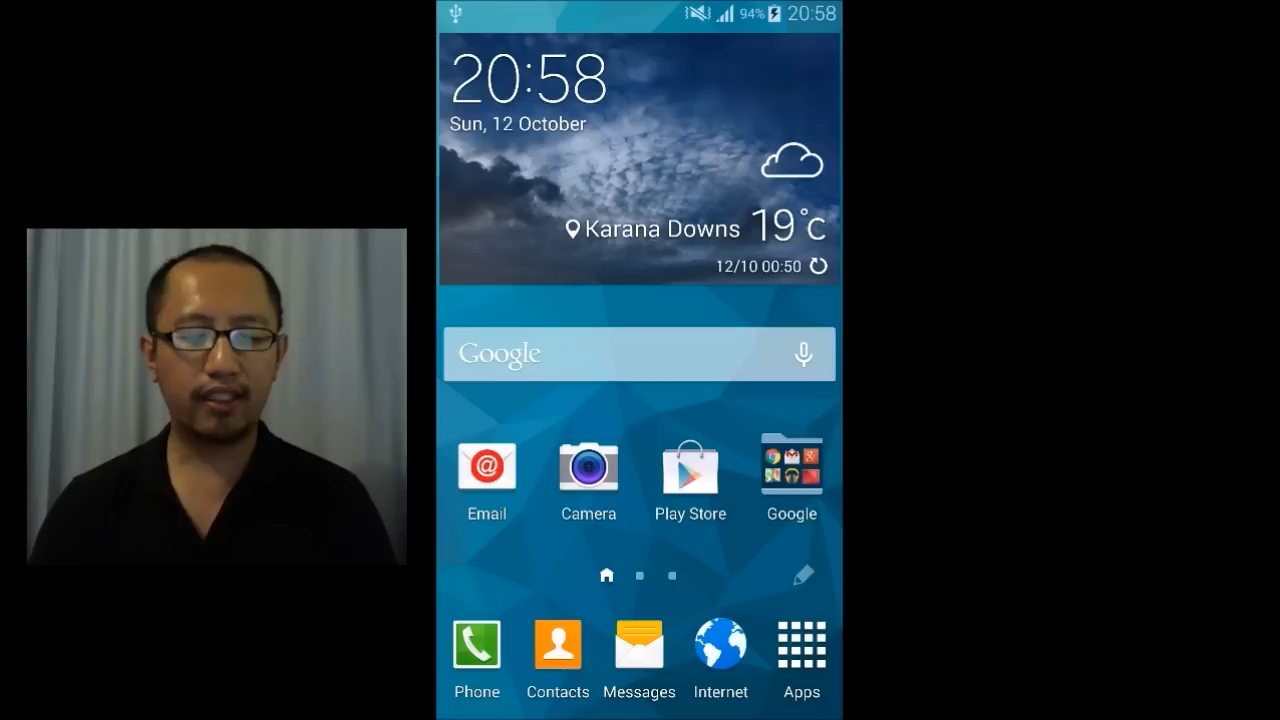 94% 20:58
20:58
Sun, 12 October
Karana Downs 19°C
12/10 00:50
Google
Email Camera Play Store Google
Phone Contacts Messages Internet Apps